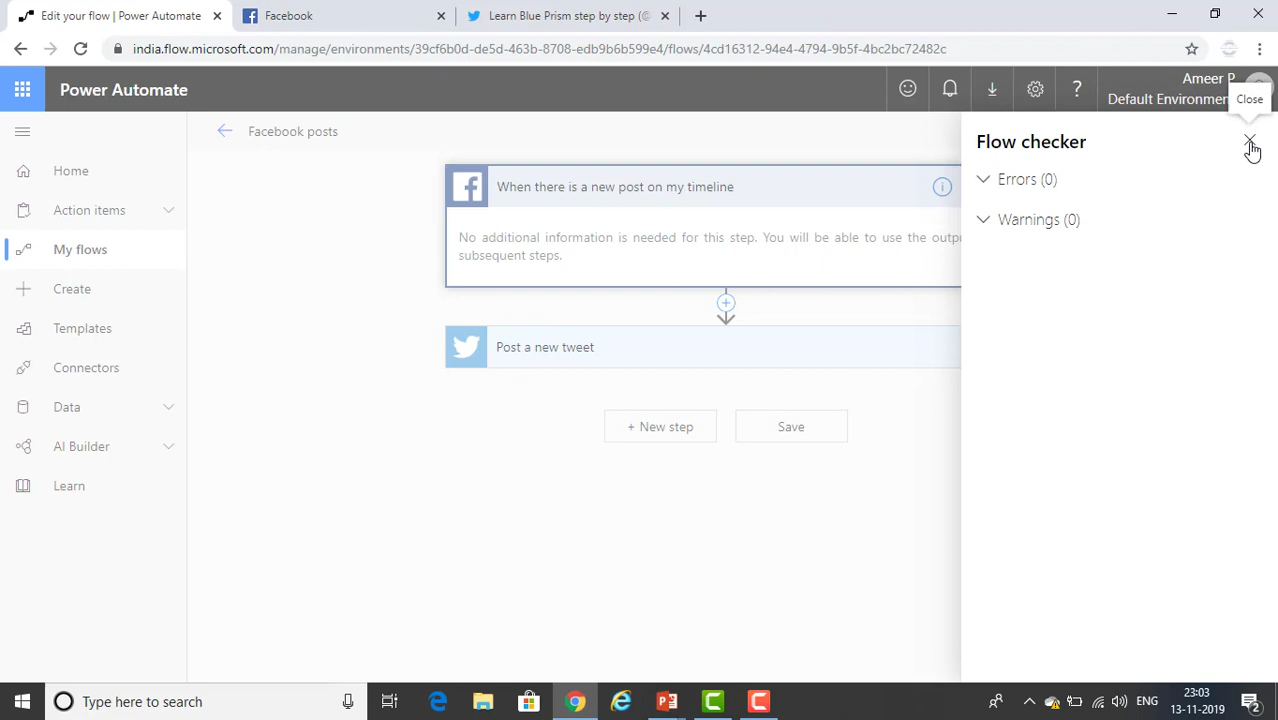 Edit your flow | Power Automate
Facebook
Learn Blue Prism step by step (@
india.flow.microsoft.com/manage/environments/39cf6b0d-de5d-463b-8708-edb9b6b599e4/flows/4cd16312-94e4-4794-9b5f-4bc2bc72482c
Power Automate
?
Ameer P
Default Environmen
Close
Facebook posts
Flow checker
Home
Action items
My flows
Create
Templates
Connectors
Data
AI Builder
Learn
When there is a new post on my timeline
No additional information is needed for this step. You will be able to use the outp
subsequent steps.
Post a new tweet
+ New step
Save
Errors (0)
Warnings (0)
Type here to search
ENG
23:03
13-11-2019
2